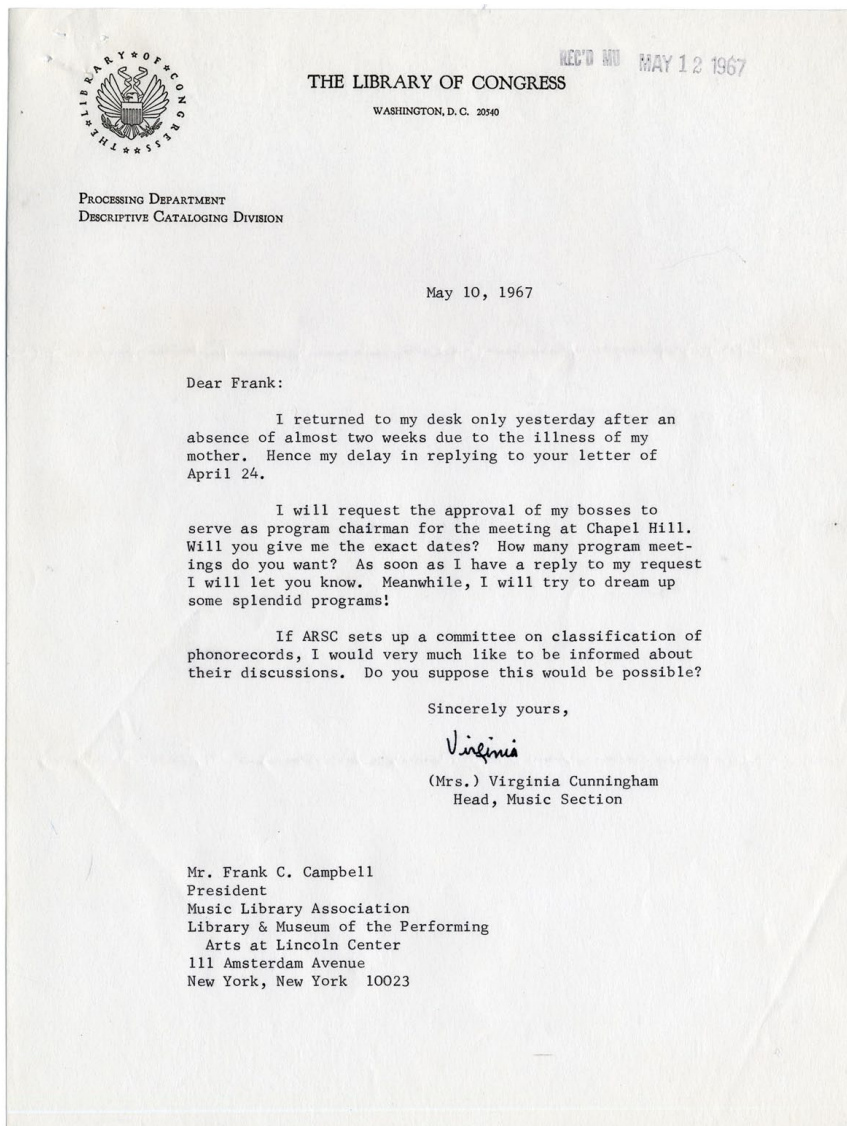 THE LIBRARY OF CONGRESS
REC'D MU MAY 12 1967
THE LIBRARY OF CONGRESS
WASHINGTON, D. C. 20540
PROCESSING DEPARTMENT
DESCRIPTIVE CATALOGING DIVISION
May 10, 1967
Dear Frank:
I returned to my desk only yesterday after an
absence of almost two weeks due to the illness of my
mother. Hence my delay in replying to your letter of
April 24.
I will request the approval of my bosses to
serve as program chairman for the meeting at Chapel Hill.
Will you give me the exact dates? How many program meet-
ings do you want? As soon as I have a reply to my request
I will let you know. Meanwhile, I will try to dream up
some splendid programs!
If ARSC sets up a committee on classification of
phonorecords, I would very much like to be informed about
their discussions. Do you suppose this would be possible?
Sincerely yours,
Virginia
(Mrs.) Virginia Cunningham
Head, Music Section
Mr. Frank C. Campbell
President
Music Library Association
Library & Museum of the Performing
Arts at Lincoln Center
111 Amsterdam Avenue
New York, New York 10023